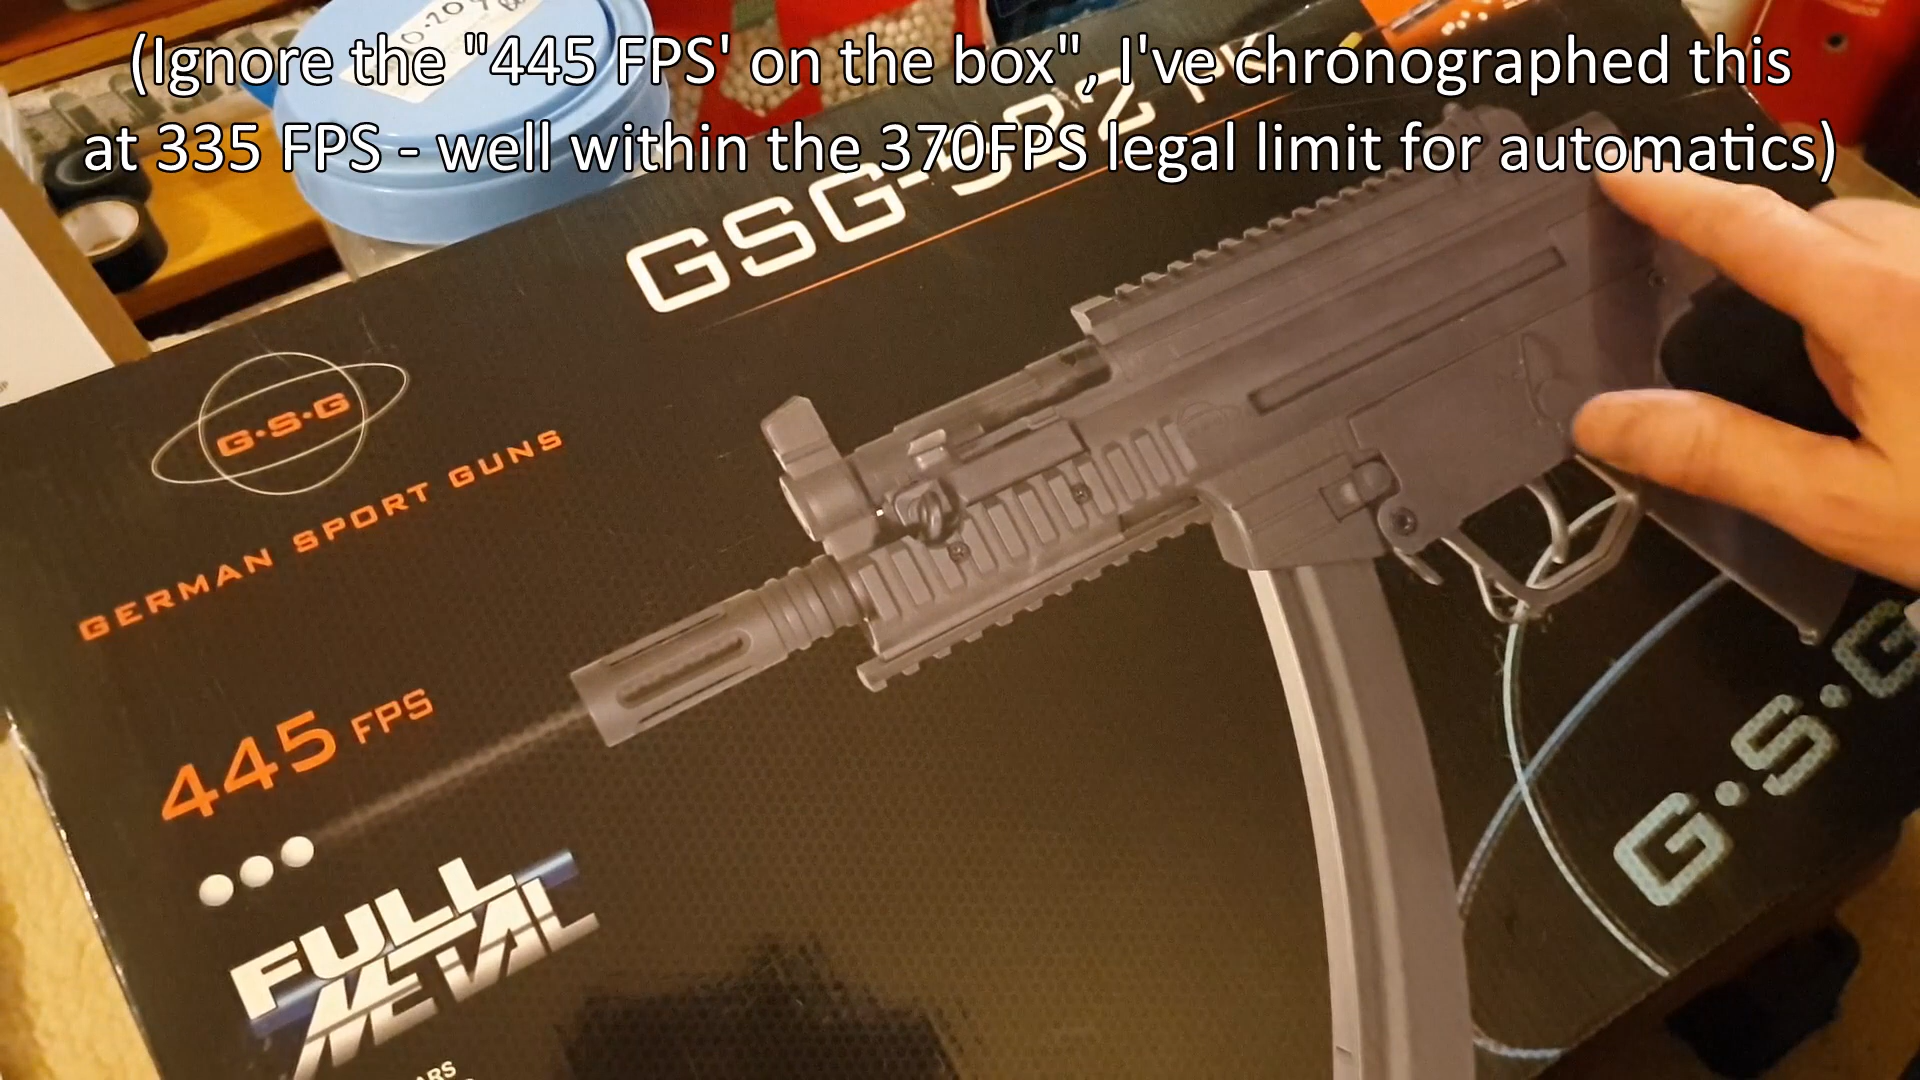 (Ignore the "445 FPS' on the box", I've chronographed this
at 335 FPS - well within the 370FPS legal limit for automatics)
GSG-522
G·S·G
GERMAN SPORT GUNS
445 FPS
FULL
METAL
G·S·G